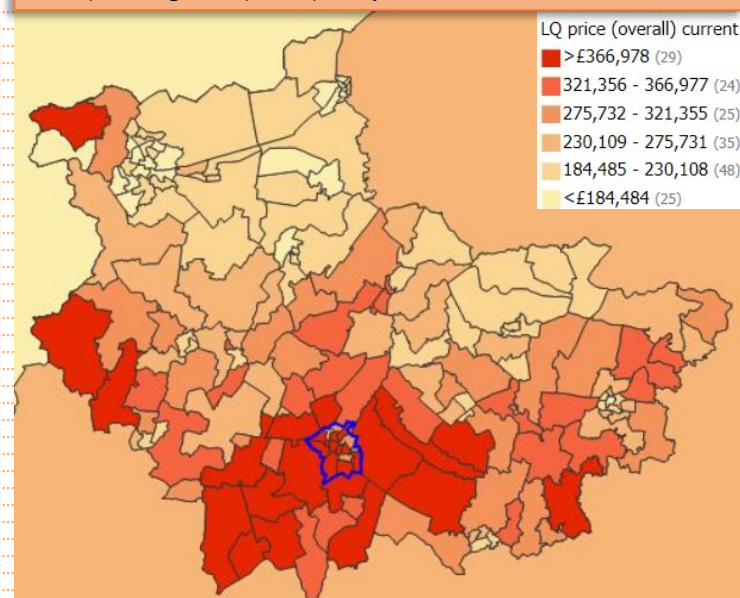 LQ price (overall) current
>£366,978 (29)
321,356 - 366,977 (24)
275,732 - 321,355 (25)
230,109 - 275,731 (35)
184,485 - 230,108 (48)
<£184,484 (25)